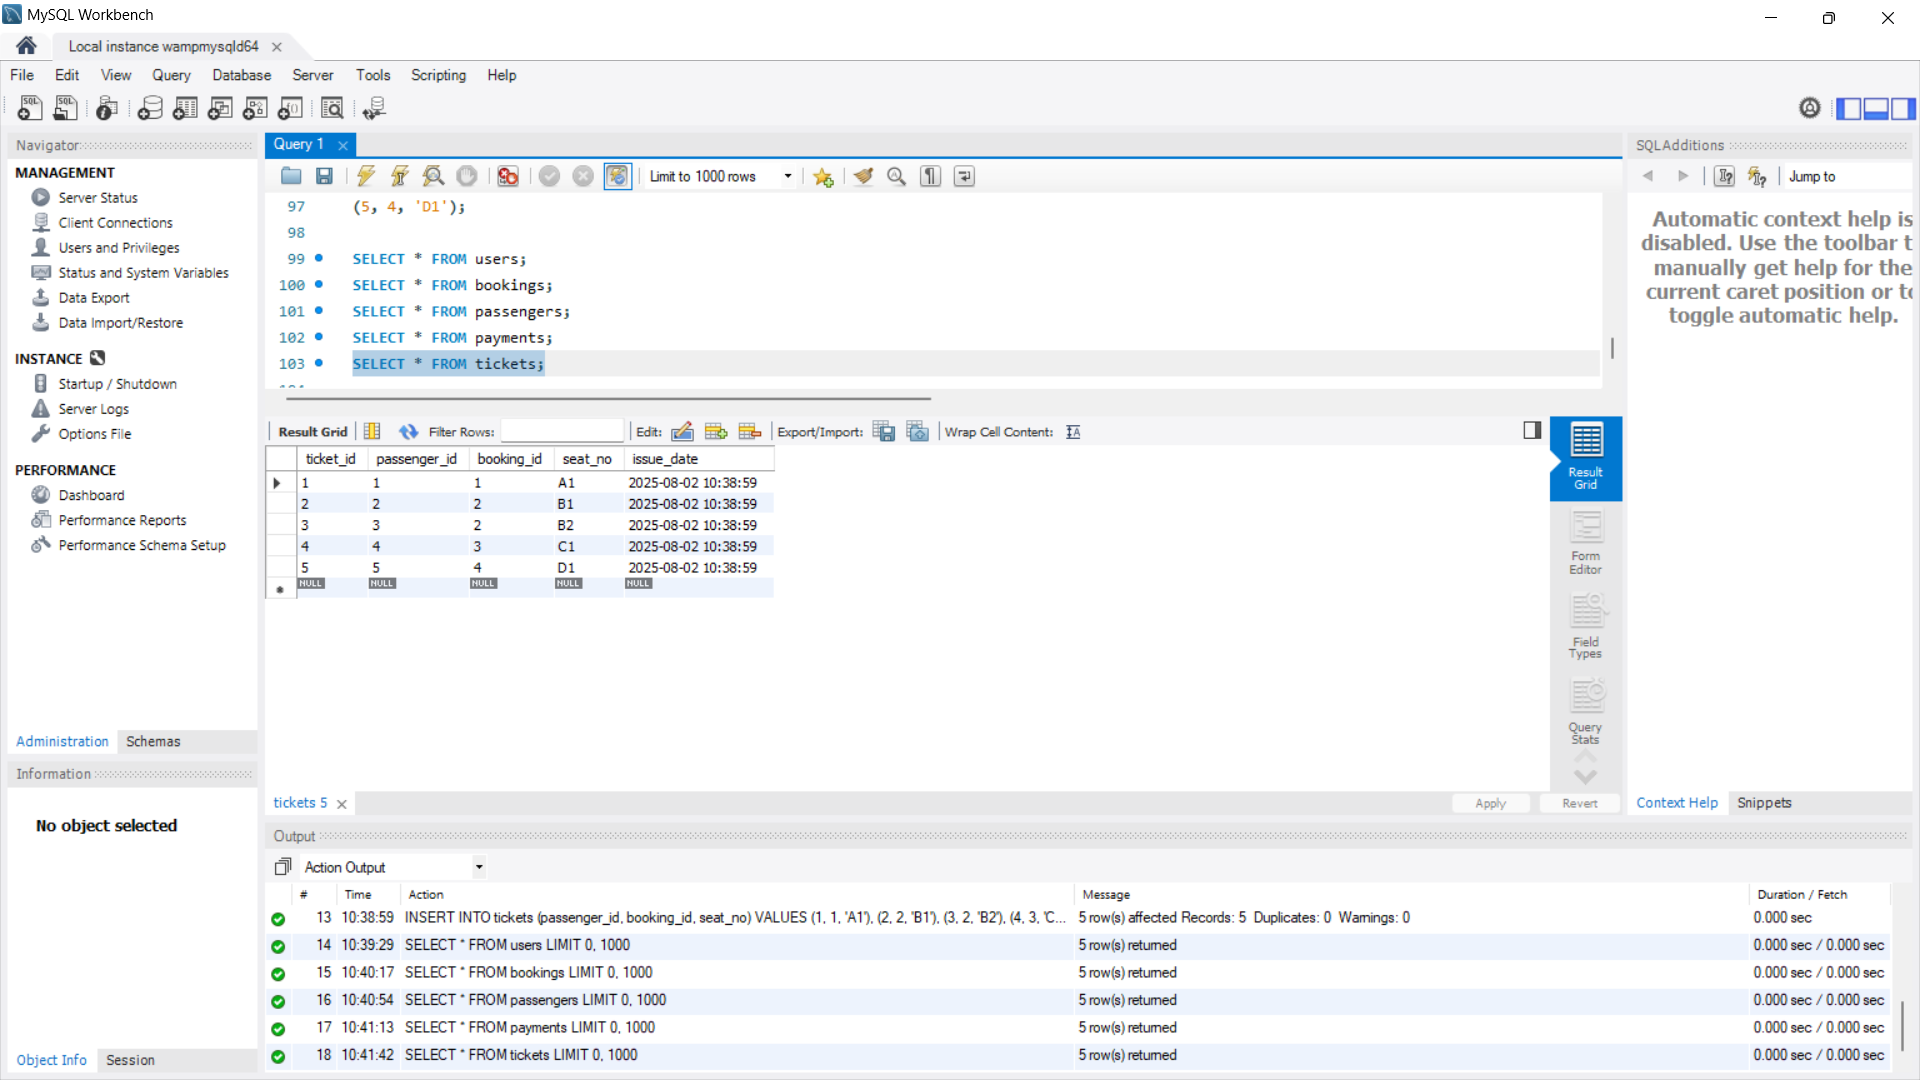 MySQL Workbench
Local instance wampmysqld64
File Edit View Query Database Server Tools Scripting Help
Navigator
MANAGEMENT
Server Status
Client Connections
Users and Privileges
Status and System Variables
Data Export
Data Import/Restore
INSTANCE
Startup / Shutdown
Server Logs
Options File
PERFORMANCE
Dashboard
Performance Reports
Performance Schema Setup
Administration Schemas
Information
No object selected
Object Info Session
Query 1
Limit to 1000 rows
97 (5, 4, 'D1');
98
99 SELECT * FROM users;
100 SELECT * FROM bookings;
101 SELECT * FROM passengers;
102 SELECT * FROM payments;
103 SELECT * FROM tickets;
Result Grid Filter Rows: Edit: Export/Import: Wrap Cell Content:
ticket_id passenger_id booking_id seat_no issue_date
1 1 1 A1 2025-08-02 10:38:59
2 2 2 B1 2025-08-02 10:38:59
3 3 2 B2 2025-08-02 10:38:59
4 4 3 C1 2025-08-02 10:38:59
5 5 4 D1 2025-08-02 10:38:59
NULL NULL NULL NULL NULL
Result
Grid
Form
Editor
Field
Types
Query
Stats
tickets 5
Apply Revert
SQLAdditions
Jump to
Automatic context help is
disabled. Use the toolbar t
manually get help for the
current caret position or to
toggle automatic help.
Context Help Snippets
Output
Action Output
# Time Action Message Duration / Fetch
13 10:38:59 INSERT INTO tickets (passenger_id, booking_id, seat_no) VALUES (1, 1, 'A1'), (2, 2, 'B1'), (3, 2, 'B2'), (4, 3, 'C... 5 row(s) affected Records: 5 Duplicates: 0 Warnings: 0 0.000 sec
14 10:39:29 SELECT * FROM users LIMIT 0, 1000 5 row(s) returned 0.000 sec / 0.000 sec
15 10:40:17 SELECT * FROM bookings LIMIT 0, 1000 5 row(s) returned 0.000 sec / 0.000 sec
16 10:40:54 SELECT * FROM passengers LIMIT 0, 1000 5 row(s) returned 0.000 sec / 0.000 sec
17 10:41:13 SELECT * FROM payments LIMIT 0, 1000 5 row(s) returned 0.000 sec / 0.000 sec
18 10:41:42 SELECT * FROM tickets LIMIT 0, 1000 5 row(s) returned 0.000 sec / 0.000 sec